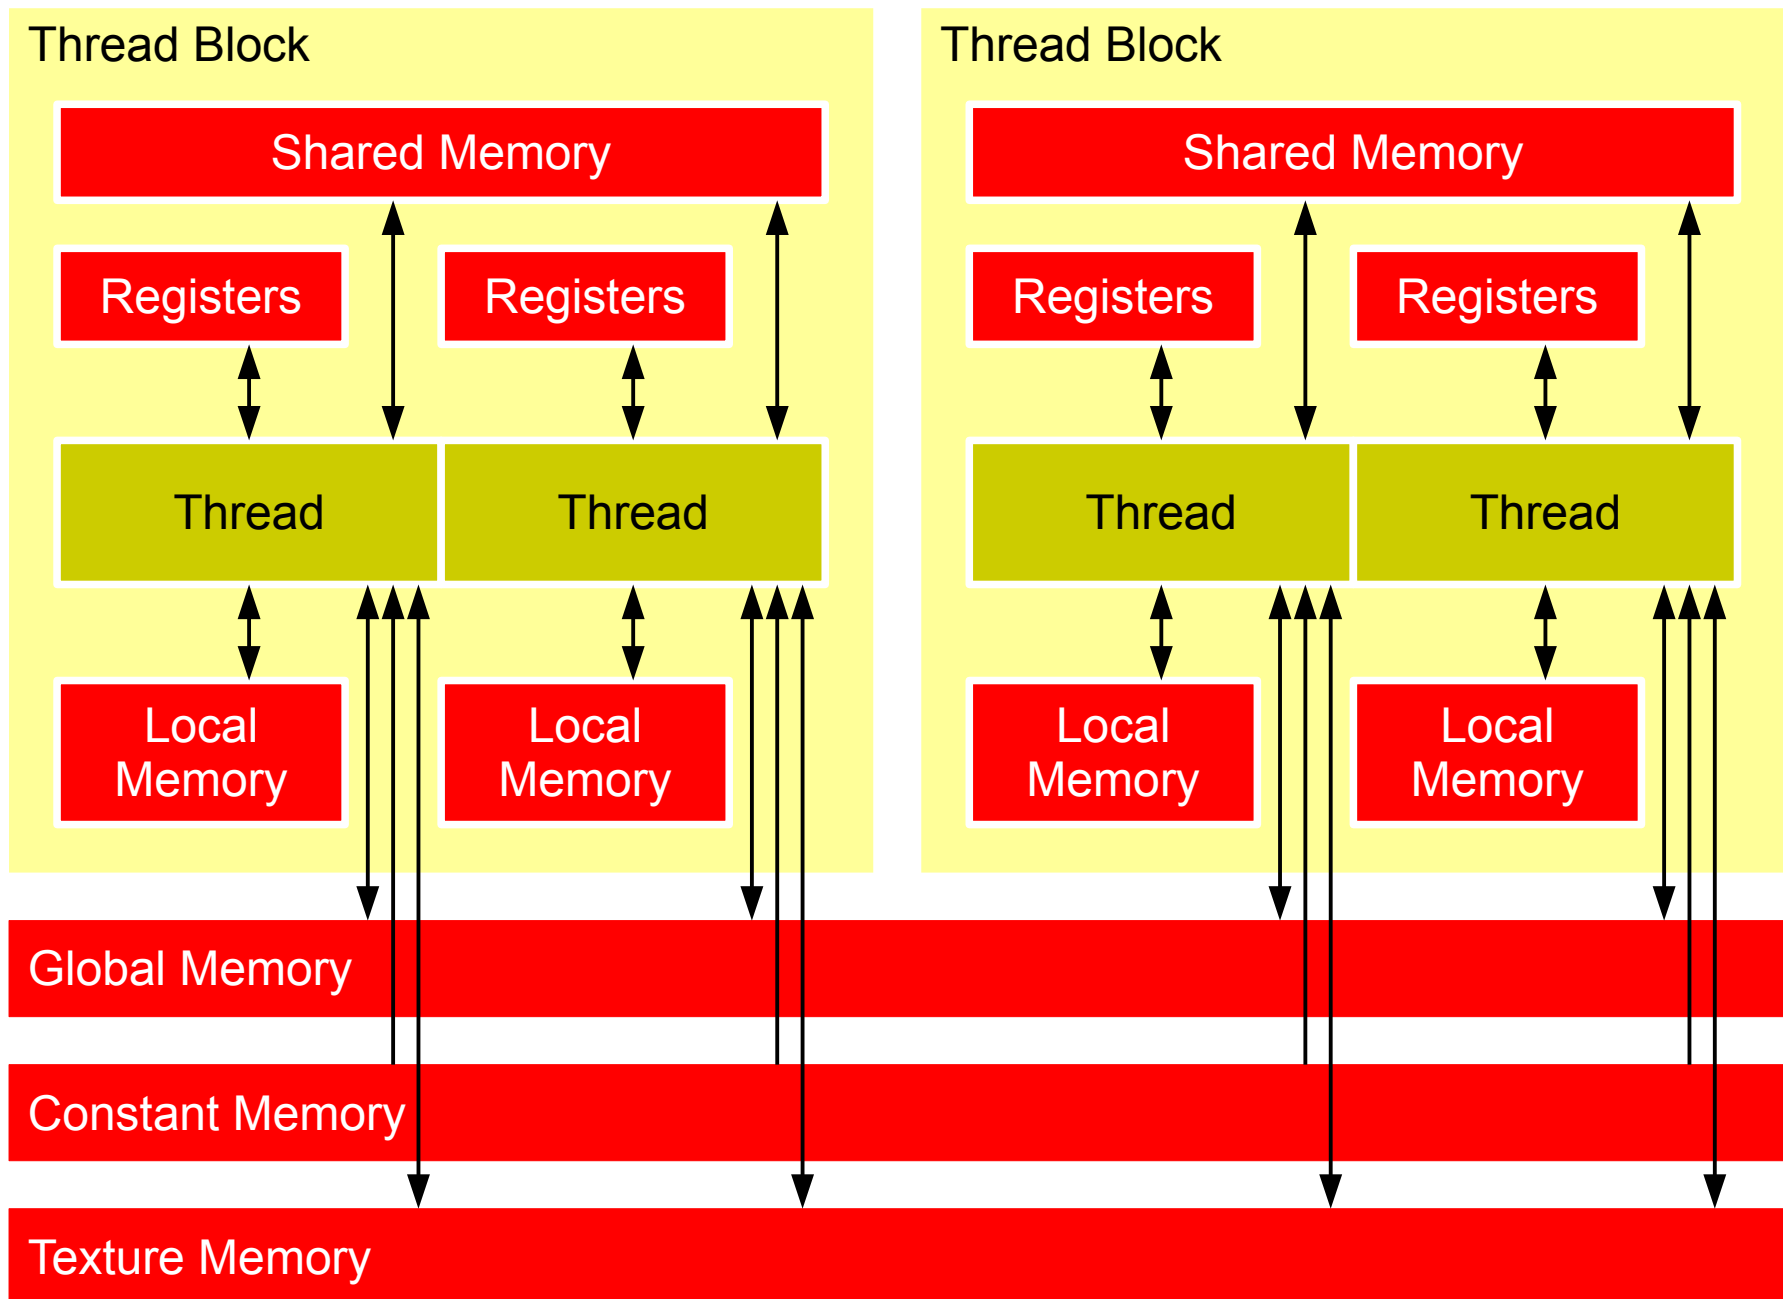 Thread Block
Shared Memory
Registers
Registers
Thread
Thread
Local
Memory
Local
Memory
Thread Block
Shared Memory
Registers
Registers
Thread
Thread
Local
Memory
Local
Memory
Global Memory
Constant Memory
Texture Memory